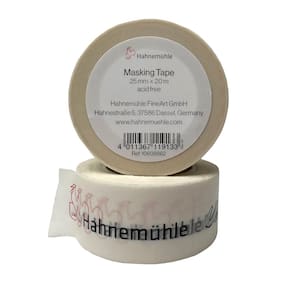 Hahnemühle
Masking Tape
25 mm x 20 m
acid free
Hahnemühle FineArt GmbH
Hahnestraße 5, 37586 Dassel, Germany
www.hahnemuehle.com
4 011367 119133
Hahnemühle